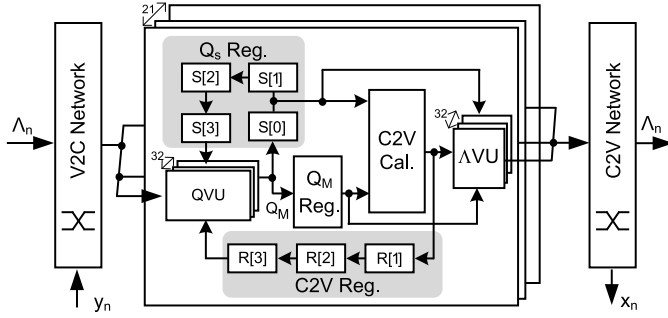 21
Qs Reg.
S[2]
S[1]
S[3]
S[0]
32
QVU
QM
QM
Reg.
C2V
Cal.
32
ΛVU
R[3]
R[2]
R[1]
C2V Reg.
Λn
V2C Network
yn
C2V Network
Λn
xn